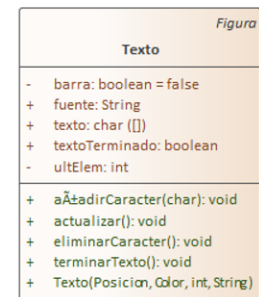 Figura
Texto
- barra: boolean = false
+ fuente: String
+ texto: char ([])
+ textoTerminado: boolean
- ultElem: int
+ aÃ±adirCaracter(char): void
+ actualizar(): void
+ eliminarCaracter(): void
+ terminarTexto(): void
+ Texto(Posicion, Color, int, String)